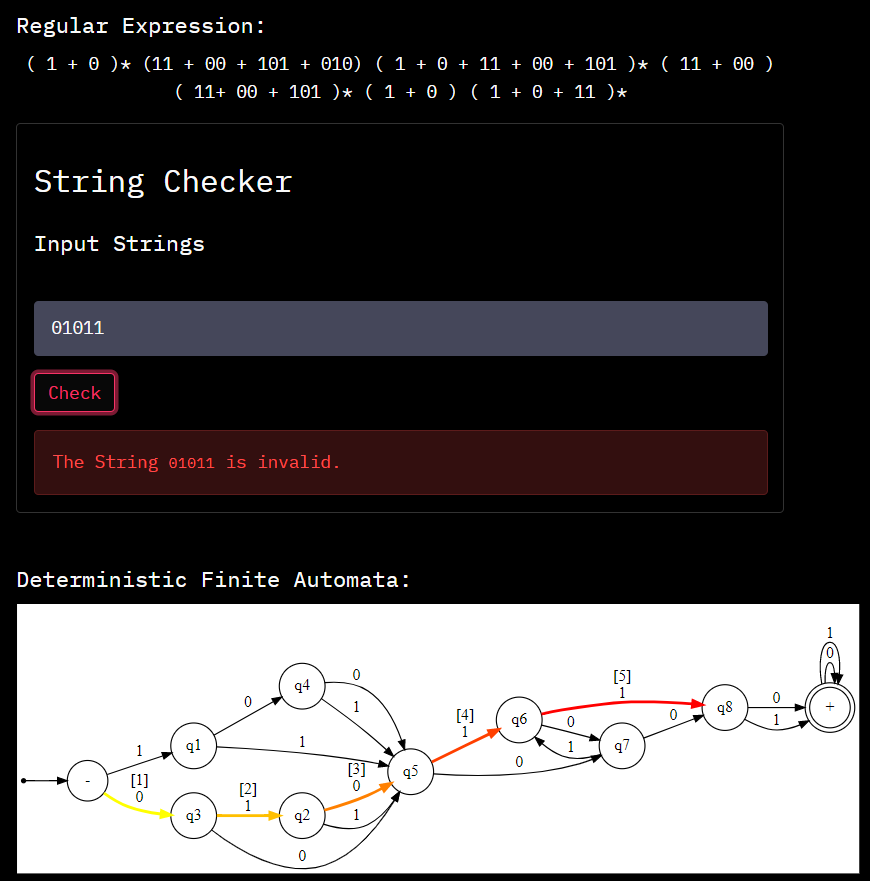 Regular Expression:
( 1 + 0 )* (11 + 00 + 101 + 010) ( 1 + 0 + 11 + 00 + 101 )* ( 11 + 00 )
( 11+ 00 + 101 )* ( 1 + 0 ) ( 1 + 0 + 11 )*
String Checker
Input Strings
01011
Check
The String 01011 is invalid.
Deterministic Finite Automata:
1
0
[5]
1
q4
0
0
1
[4]
1
q6
0
0
q8
0
1
+
1
q1
1
[3]
0
q5
1
q7
0
-
[1]
0
[2]
1
q3
q2
1
0